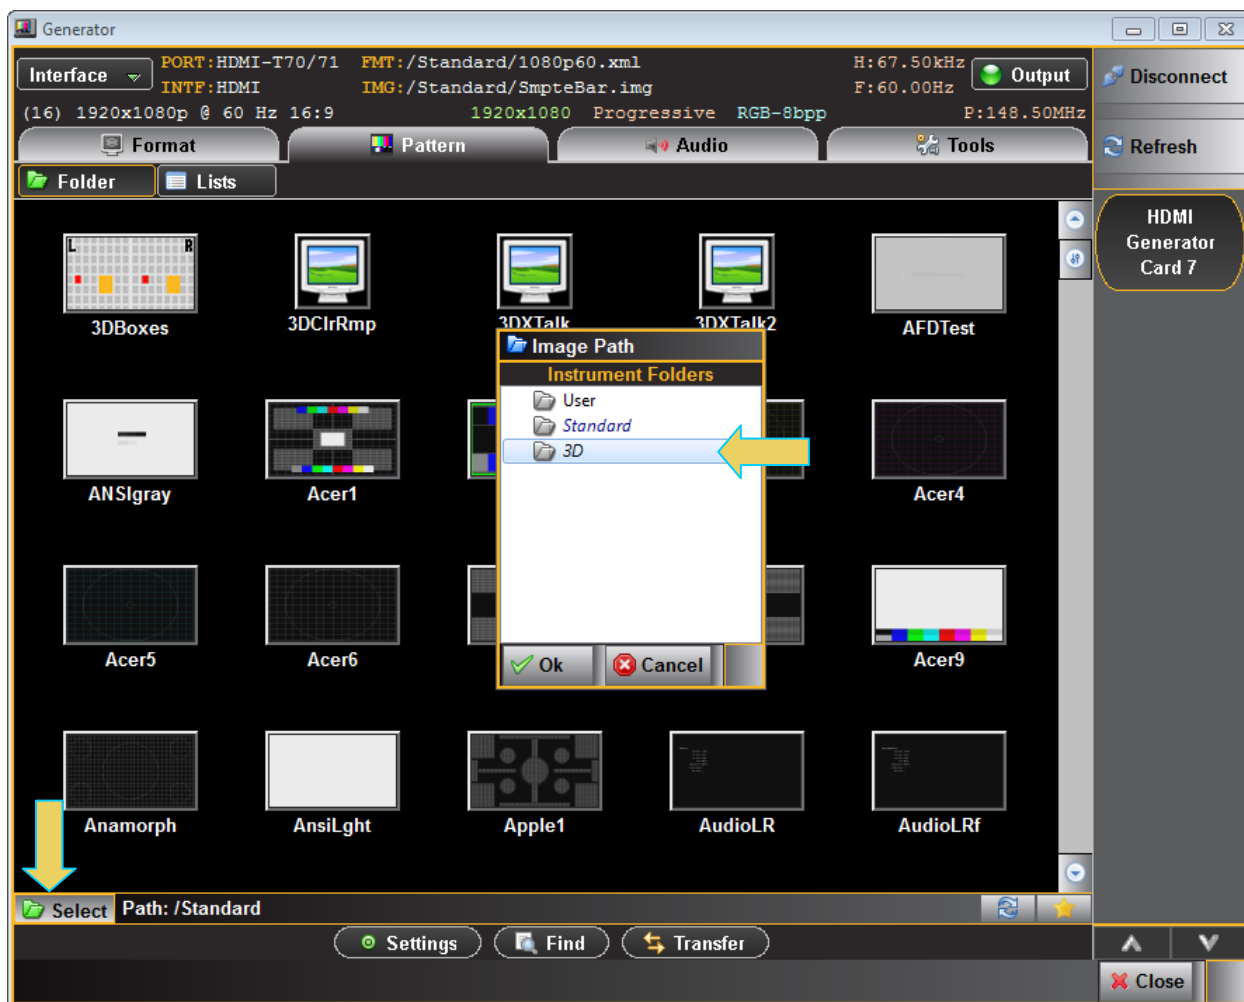 Generator
Interface
PORT:HDMI-T70/71 FMT:/Standard/1080p60.xml H:67.50kHz
INTF:HDMI IMG:/Standard/SmpteBar.img F:60.00Hz
Output
Disconnect
(16) 1920x1080p @ 60 Hz 16:9 1920x1080 Progressive RGB-8bpp P:148.50MHz
Format Pattern Audio Tools
Refresh
Folder Lists
HDMI
Generator
Card 7
L R
3DBoxes 3DClrRmp 3DXTalk 3DXTalk2 AFDTest
Image Path
Instrument Folders
User
Standard
3D
ANSIgray Acer1 Acer4
Acer5 Acer6 Acer9
Ok Cancel
Anamorph AnsiLght Apple1 AudioLR AudioLRf
Select Path: /Standard
Settings Find Transfer
Close